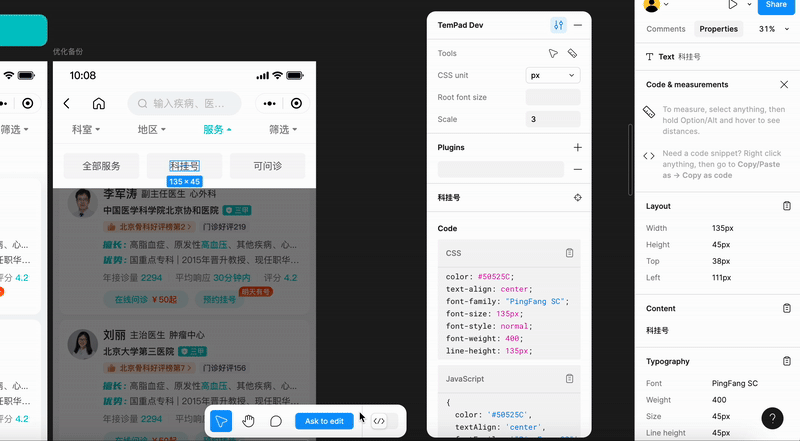 优化备份
10:08
输入疾病、医…
筛选
科室
地区
服务
筛选
全部服务
科挂号
可问诊
135 × 45
李军涛 副主任医生 心外科
中国医学科学院北京协和医院 三甲
北京骨科好评榜第2 > 门诊好评219
擅长：高脂血症、原发性高血压、其他疾病、心…
优势：国重点专科 | 2015年晋升教授、现任职华…
年接诊量 2294 平均响应 30分钟内 评分 4.2
明天有号
在线问诊 ¥50起
预约挂号
刘丽 主治医生 肿瘤中心
北京大学第三医院 三甲
北京骨科好评榜第7 > 门诊好评156
擅长：高脂血症、原发性高血压、其他疾病、心…
优势：国重点专科 | 2015年晋升教授、现任职华…
、心…
任职华…
评分 4.2
、心…
任职华…
分 4.2
Ask to edit
TemPad Dev
Tools
CSS unit
px
Root font size
Scale
3
Plugins
科挂号
Code
CSS
color: #50525C;
text-align: center;
font-family: "PingFang SC";
font-size: 135px;
font-style: normal;
font-weight: 400;
line-height: 135px;
JavaScript
{
color: '#50525C',
textAlign: 'center',
Share
Comments
Properties
31%
Text 科挂号
Code & measurements
To measure, select anything, then
hold Option/Alt and hover to see
distances.
Need a code snippet? Right click
anything, then go to Copy/Paste
as → Copy as code
Layout
Width 135px
Height 45px
Top 38px
Left 111px
Content
科挂号
Typography
Font PingFang SC
Weight 400
Size 45px
Line height 45px
?